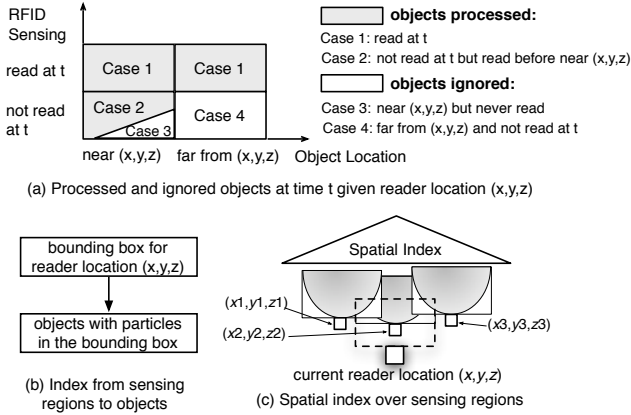 RFID
Sensing
read at t
not read
at t
Case 1
Case 1
Case 2
Case 3
Case 4
near (x,y,z)
far from (x,y,z)
Object Location
objects processed:
Case 1: read at t
Case 2: not read at t but read before near (x,y,z)
objects ignored:
Case 3: near (x,y,z) but never read
Case 4: far from (x,y,z) and not read at t
(a) Processed and ignored objects at time t given reader location (x,y,z)
bounding box for
reader location (x,y,z)
objects with particles
in the bounding box
(b) Index from sensing
regions to objects
Spatial Index
(x1,y1,z1)
(x2,y2,z2)
(x3,y3,z3)
current reader location (x,y,z)
(c) Spatial index over sensing regions